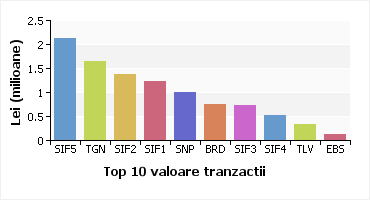 Lei (milioane)
2.5
2
1.5
1
0.5
0
SIF5 TGN SIF2 SIF1 SNP BRD SIF3 SIF4 TLV EBS
Top 10 valoare tranzactii